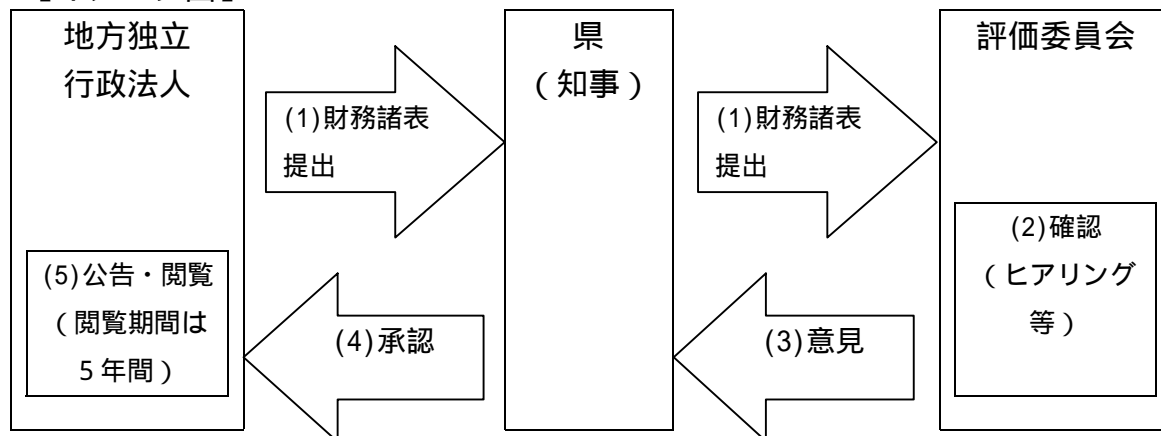 地方独立
行政法人
県
(知事)
評価委員会
(1)財務諸表
提出
(1)財務諸表
提出
(2)確認
(ヒアリング
等)
(3)意見
(4)承認
(5)公告・閲覧
(閲覧期間は
5年間)